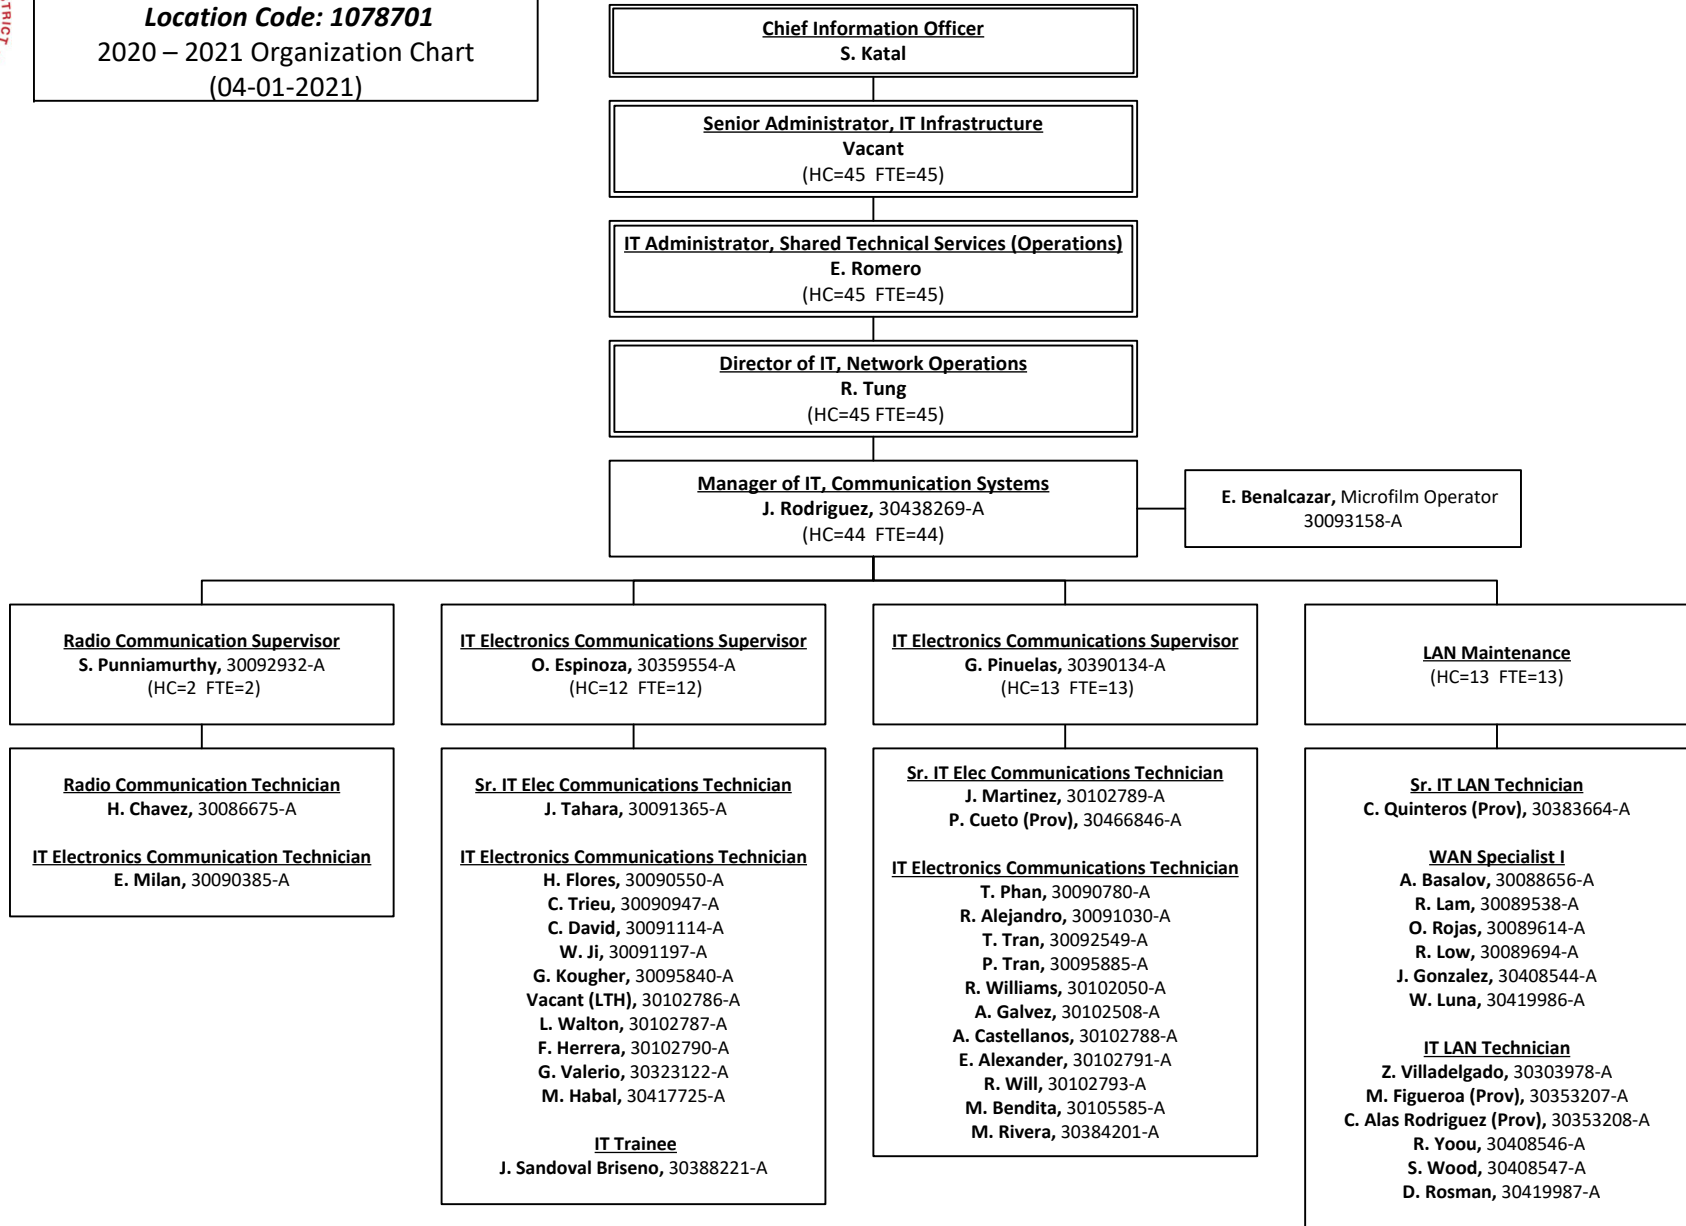 TRICT
Location Code: 1078701
2020 – 2021 Organization Chart
(04-01-2021)
Chief Information Officer
S. Katal
Senior Administrator, IT Infrastructure
Vacant
(HC=45 FTE=45)
IT Administrator, Shared Technical Services (Operations)
E. Romero
(HC=45 FTE=45)
Director of IT, Network Operations
R. Tung
(HC=45 FTE=45)
Manager of IT, Communication Systems
J. Rodriguez, 30438269-A
(HC=44 FTE=44)
E. Benalcazar, Microfilm Operator
30093158-A
Radio Communication Supervisor
S. Punniamurthy, 30092932-A
(HC=2 FTE=2)
IT Electronics Communications Supervisor
O. Espinoza, 30359554-A
(HC=12 FTE=12)
IT Electronics Communications Supervisor
G. Pinuelas, 30390134-A
(HC=13 FTE=13)
LAN Maintenance
(HC=13 FTE=13)
Radio Communication Technician
H. Chavez, 30086675-A
IT Electronics Communication Technician
E. Milan, 30090385-A
Sr. IT Elec Communications Technician
J. Tahara, 30091365-A
IT Electronics Communications Technician
H. Flores, 30090550-A
C. Trieu, 30090947-A
C. David, 30091114-A
W. Ji, 30091197-A
G. Kougher, 30095840-A
Vacant (LTH), 30102786-A
L. Walton, 30102787-A
F. Herrera, 30102790-A
G. Valerio, 30323122-A
M. Habal, 30417725-A
IT Trainee
J. Sandoval Briseno, 30388221-A
Sr. IT Elec Communications Technician
J. Martinez, 30102789-A
P. Cueto (Prov), 30466846-A
IT Electronics Communications Technician
T. Phan, 30090780-A
R. Alejandro, 30091030-A
T. Tran, 30092549-A
P. Tran, 30095885-A
R. Williams, 30102050-A
A. Galvez, 30102508-A
A. Castellanos, 30102788-A
E. Alexander, 30102791-A
R. Will, 30102793-A
M. Bendita, 30105585-A
M. Rivera, 30384201-A
Sr. IT LAN Technician
C. Quinteros (Prov), 30383664-A
WAN Specialist I
A. Basalov, 30088656-A
R. Lam, 30089538-A
O. Rojas, 30089614-A
R. Low, 30089694-A
J. Gonzalez, 30408544-A
W. Luna, 30419986-A
IT LAN Technician
Z. Villadelgado, 30303978-A
M. Figueroa (Prov), 30353207-A
C. Alas Rodriguez (Prov), 30353208-A
R. Yoou, 30408546-A
S. Wood, 30408547-A
D. Rosman, 30419987-A